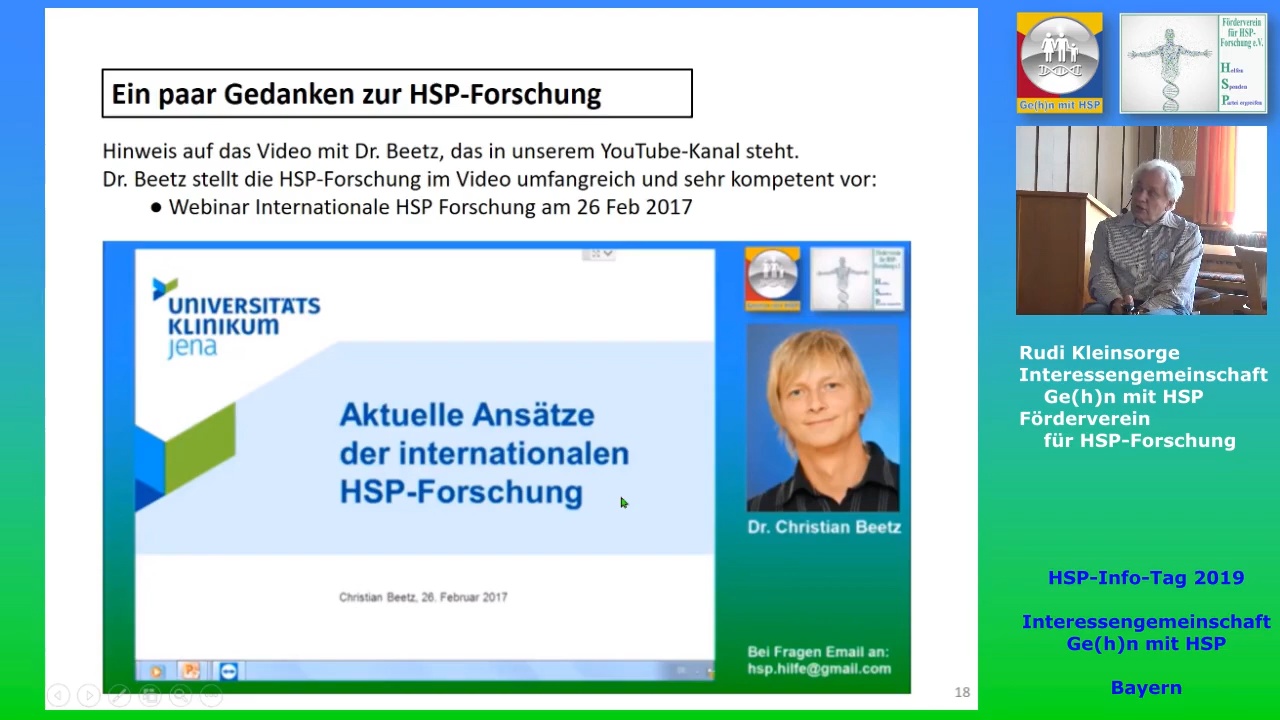 Ein paar Gedanken zur HSP-Forschung
Hinweis auf das Video mit Dr. Beetz, das in unserem YouTube-Kanal steht.
Dr. Beetz stellt die HSP-Forschung im Video umfangreich und sehr kompetent vor:
● Webinar Internationale HSP Forschung am 26 Feb 2017
UNIVERSITÄTS
KLINIKUM
jena
Aktuelle Ansätze
der internationalen
HSP-Forschung
Christian Beetz, 26. Februar 2017
Dr. Christian Beetz
Bei Fragen Email an:
hsp.hilfe@gmail.com
18
Ge(h)n mit HSP
Förderverein
für HSP-
Forschung e.V.
Helfen
Spenden
Partei ergreifen
Rudi Kleinsorge
Interessengemeinschaft
Ge(h)n mit HSP
Förderverein
für HSP-Forschung
HSP-Info-Tag 2019
Interessengemeinschaft
Ge(h)n mit HSP
Bayern